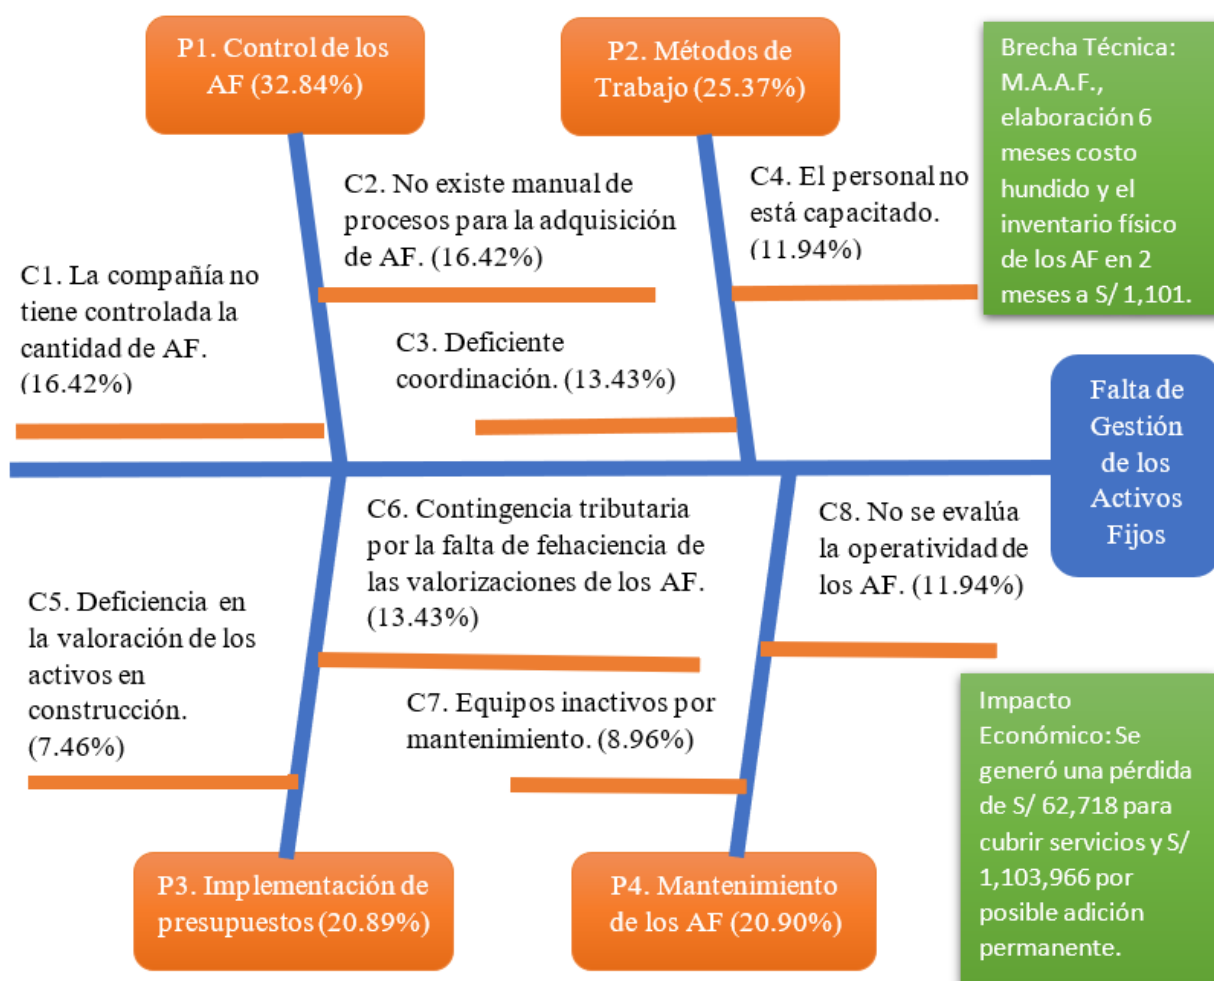 P1. Control de los
AF (32.84%)
P2. Métodos de
Trabajo (25.37%)
Brecha Técnica:
M.A.A.F.,
elaboración 6
meses costo
hundido y el
inventario físico
de los AF en 2
meses a S/ 1,101.
C1. La compañía no
tiene controlada la
cantidad de AF.
(16.42%)
C2. No existe manual de
procesos para la adquisición
de AF. (16.42%)
C3. Deficiente
coordinación. (13.43%)
C4. El personal no
está capacitado.
(11.94%)
Falta de
Gestión
de los
Activos
Fijos
C5. Deficiencia en
la valoración de los
activos en
construcción.
(7.46%)
C6. Contingencia tributaria
por la falta de fehaciencia de
las valorizaciones de los AF.
(13.43%)
C7. Equipos inactivos por
mantenimiento. (8.96%)
C8. No se evalúa
la operatividad de
los AF. (11.94%)
P3. Implementación de
presupuestos (20.89%)
P4. Mantenimiento
de los AF (20.90%)
Impacto
Económico: Se
generó una pérdida
de S/ 62,718 para
cubrir servicios y S/
1,103,966 por
posible adición
permanente.